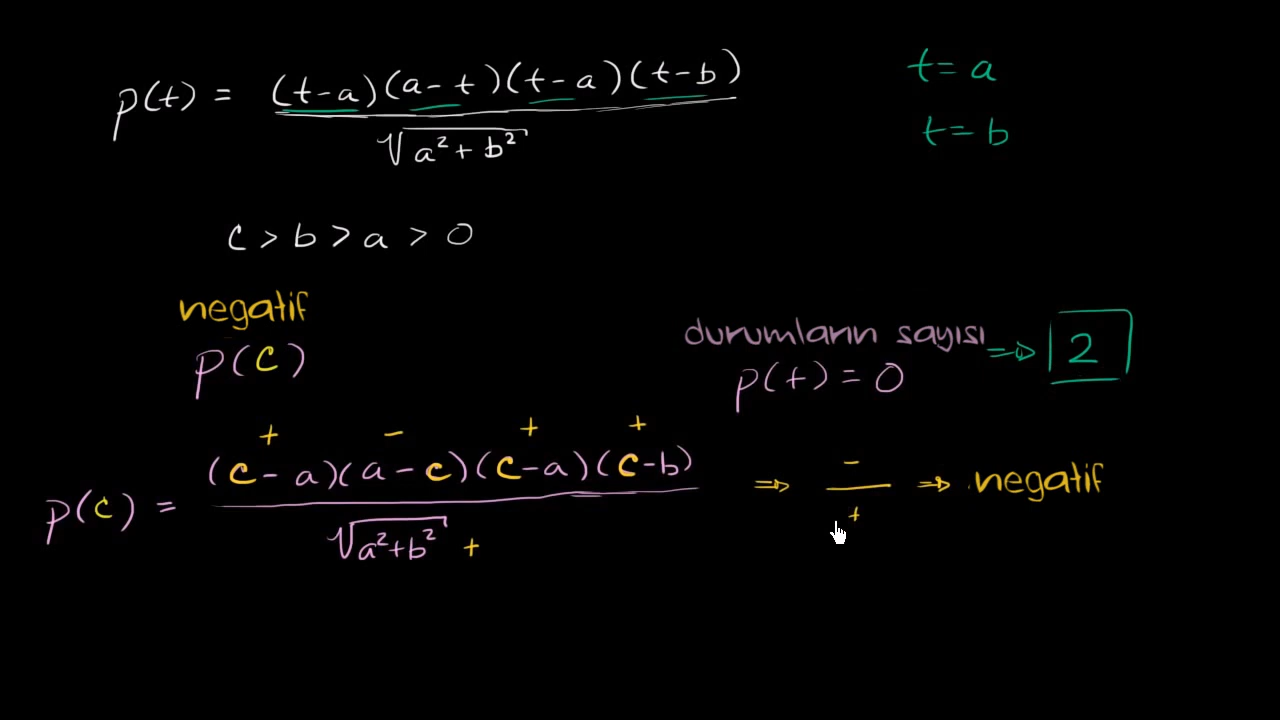 p(t) = (t-a)(a-t)(t-a)(t-b)
√a²+b²
t=a
t=b
c>b>a>0
negatif
p(c)
durumların sayısı ⇒ 2
p(t)=0
+ - + +
p(c) = (c-a)(a-c)(c-a)(c-b)
√a²+b² +
⇒ - / + ⇒ negatif